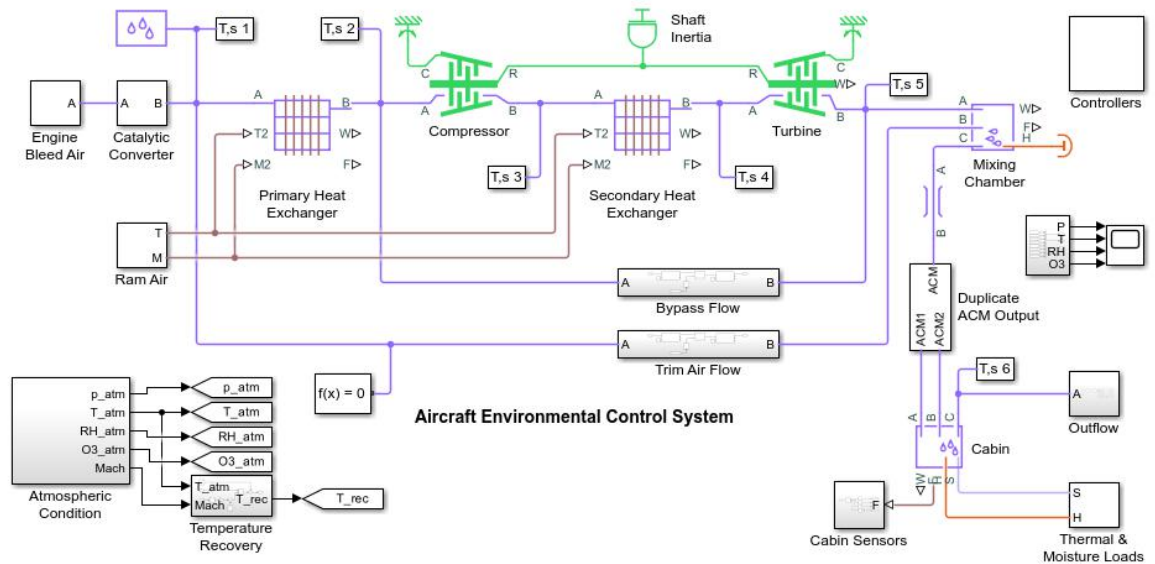 T,s 1
T,s 2
Shaft
Inertia
C
R
R
C
W
T,s 5
Controllers
A
Engine
Bleed Air
A
B
Catalytic
Converter
A
B
W
F
T2
M2
Primary Heat
Exchanger
A
B
Compressor
T,s 3
A
B
W
F
T2
M2
Secondary Heat
Exchanger
T,s 4
A
B
Turbine
A
B
C
W
F
H
Mixing
Chamber
A
B
T
M
Ram Air
P
T
RH
O3
A
B
Bypass Flow
ACM
ACM1
ACM2
Duplicate
ACM Output
A
B
Trim Air Flow
f(x) = 0
Aircraft Environmental Control System
T,s 6
A
Outflow
A
B
C
Cabin
W
F
H
S
F
Cabin Sensors
S
H
Thermal &
Moisture Loads
p_atm
T_atm
RH_atm
O3_atm
Mach
Atmospheric
Condition
p_atm
T_atm
RH_atm
O3_atm
T_atm
Mach
T_rec
Temperature
Recovery
T_rec